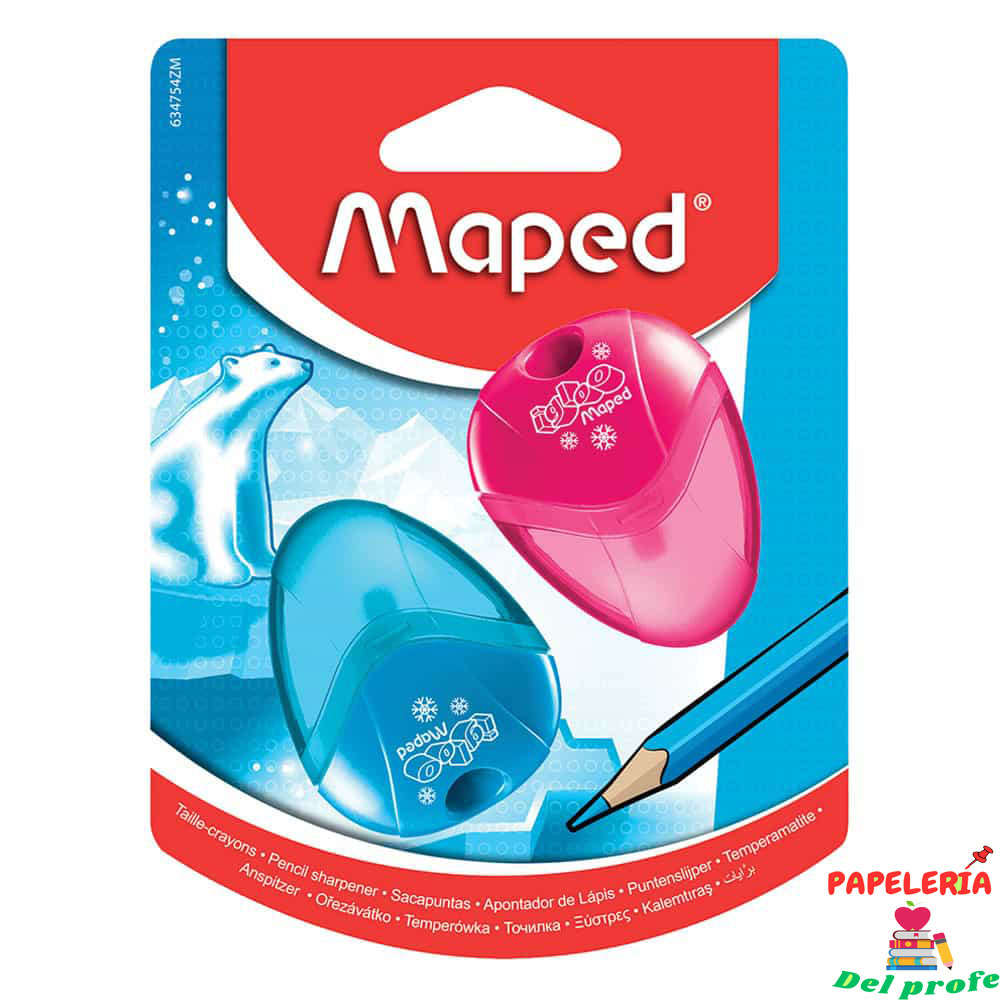 634754ZM
Maped®
igloo
Maped
igloo
Maped
Taille-crayons • Pencil sharpener • Sacapuntas • Apontador de Lápis • Puntenslijper • Temperamatite •
Anspitzer • Ořezávátko • Temperówka • Точилка • Ξύστρες • Kalemtıraş • برايات
PAPELERÍA
Del profe